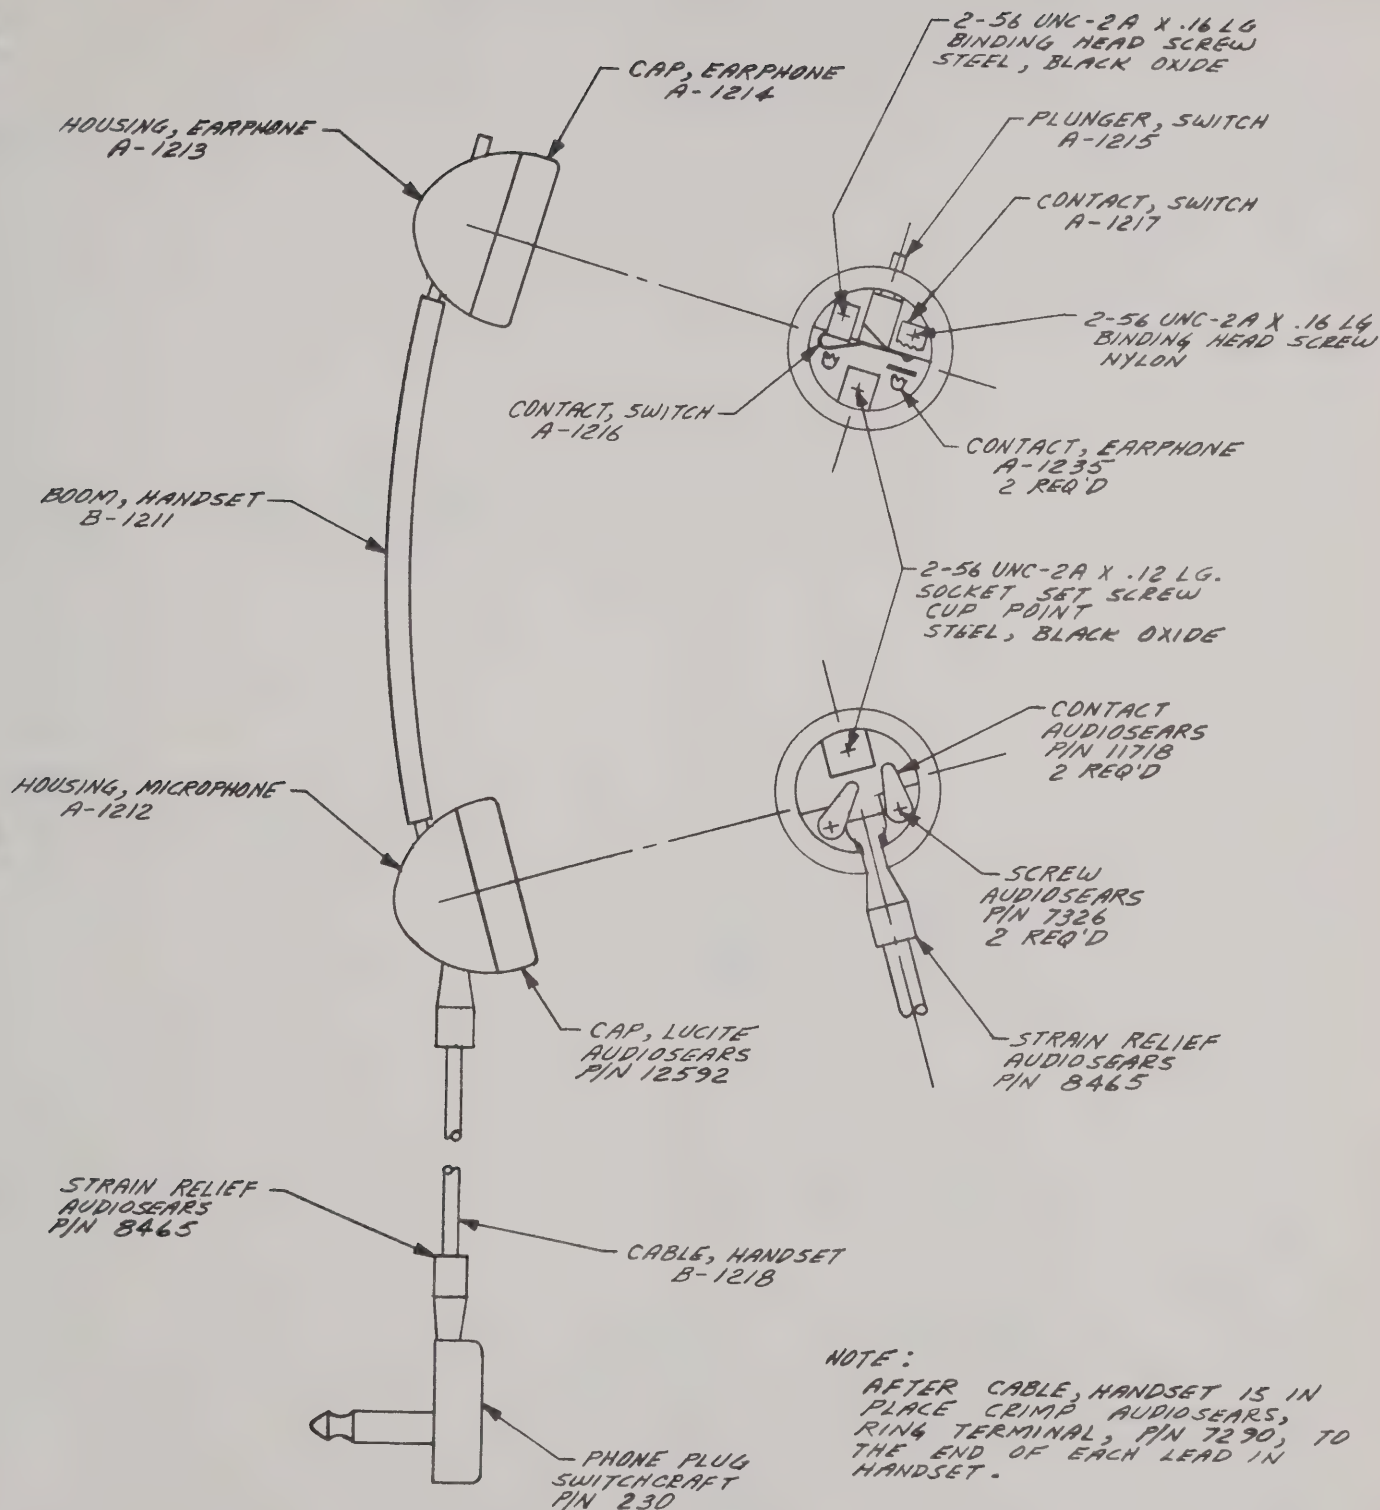 2-56 UNC-2A X .16 LG
BINDING HEAD SCREW
STEEL, BLACK OXIDE
CAP, EARPHONE
A-1214
HOUSING, EARPHONE
A-1213
PLUNGER, SWITCH
A-1215
CONTACT, SWITCH
A-1217
2-56 UNC-2A X .16 LG
BINDING HEAD SCREW
NYLON
CONTACT, SWITCH
A-1216
CONTACT, EARPHONE
A-1235
2 REQ'D
BOOM, HANDSET
B-1211
2-56 UNC-2A X .12 LG.
SOCKET SET SCREW
CUP POINT
STEEL, BLACK OXIDE
CONTACT
AUDIOSEARS
P/N 11718
2 REQ'D
HOUSING, MICROPHONE
A-1212
SCREW
AUDIOSEARS
P/N 7326
2 REQ'D
CAP, LUCITE
AUDIOSEARS
P/N 12592
STRAIN RELIEF
AUDIOSEARS
P/N 8465
STRAIN RELIEF
AUDIOSEARS
P/N 8465
CABLE, HANDSET
B-1218
PHONE PLUG
SWITCHCRAFT
P/N 230
NOTE:
AFTER CABLE, HANDSET IS IN
PLACE CRIMP AUDIOSEARS,
RING TERMINAL, P/N 7290, TO
THE END OF EACH LEAD IN
HANDSET.